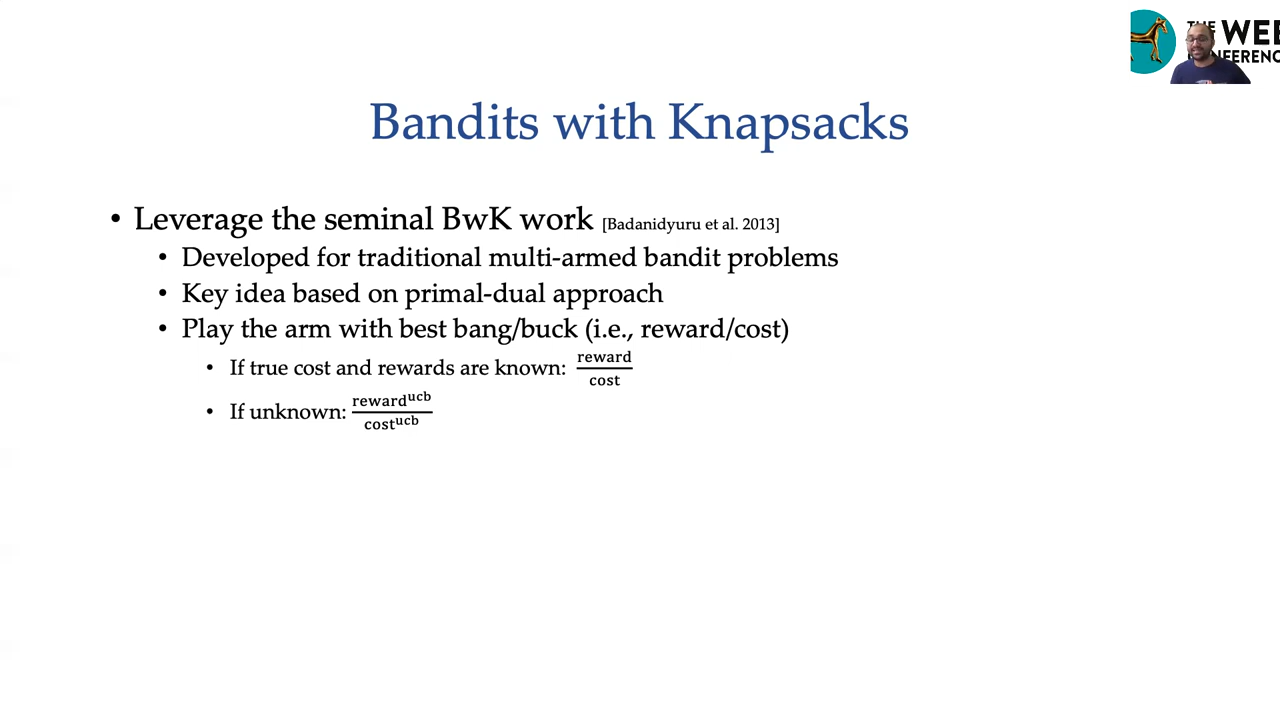 THE WEB
CONFERENCE
Bandits with Knapsacks
• Leverage the seminal BwK work [Badanidyuru et al. 2013]
• Developed for traditional multi-armed bandit problems
• Key idea based on primal-dual approach
• Play the arm with best bang/buck (i.e., reward/cost)
• If true cost and rewards are known: reward/cost
• If unknown: reward^ucb/cost^ucb